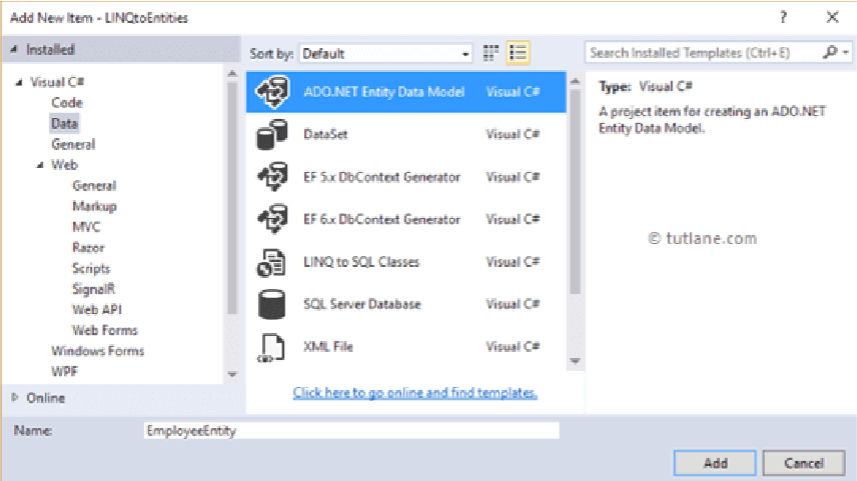 Add New Item - LINQtoEntities
? 
Installed
Sort by: Default
Search Installed Templates (Ctrl+E)
Visual C#
Code
Data
General
Web
General
Markup
MVC
Razor
Scripts
SignalR
Web API
Web Forms
Windows Forms
WPF
Online
ADO.NET Entity Data Model Visual C#
DataSet Visual C#
EF 5.x DbContext Generator Visual C#
EF 6.x DbContext Generator Visual C#
LINQ to SQL Classes Visual C#
SQL Server Database Visual C#
XML File Visual C#
Click here to go online and find templates.
Type: Visual C#
A project item for creating an ADO.NET
Entity Data Model.
© tutlane.com
Name: EmployeeEntity
Add Cancel